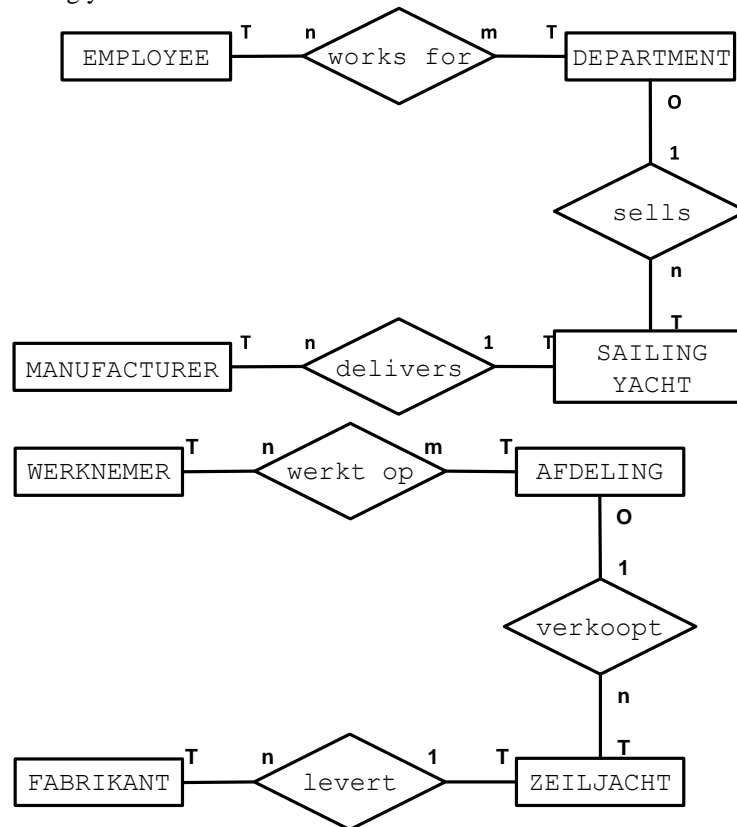 T n m T
EMPLOYEE works for DEPARTMENT
O
1
sells
n
T
T n 1 T
MANUFACTURER delivers SAILING
YACHT
T n m T
WERKNEMER werkt op AFDELING
O
1
verkoopt
n
T
T n 1 T
FABRIKANT levert ZEILJACHT